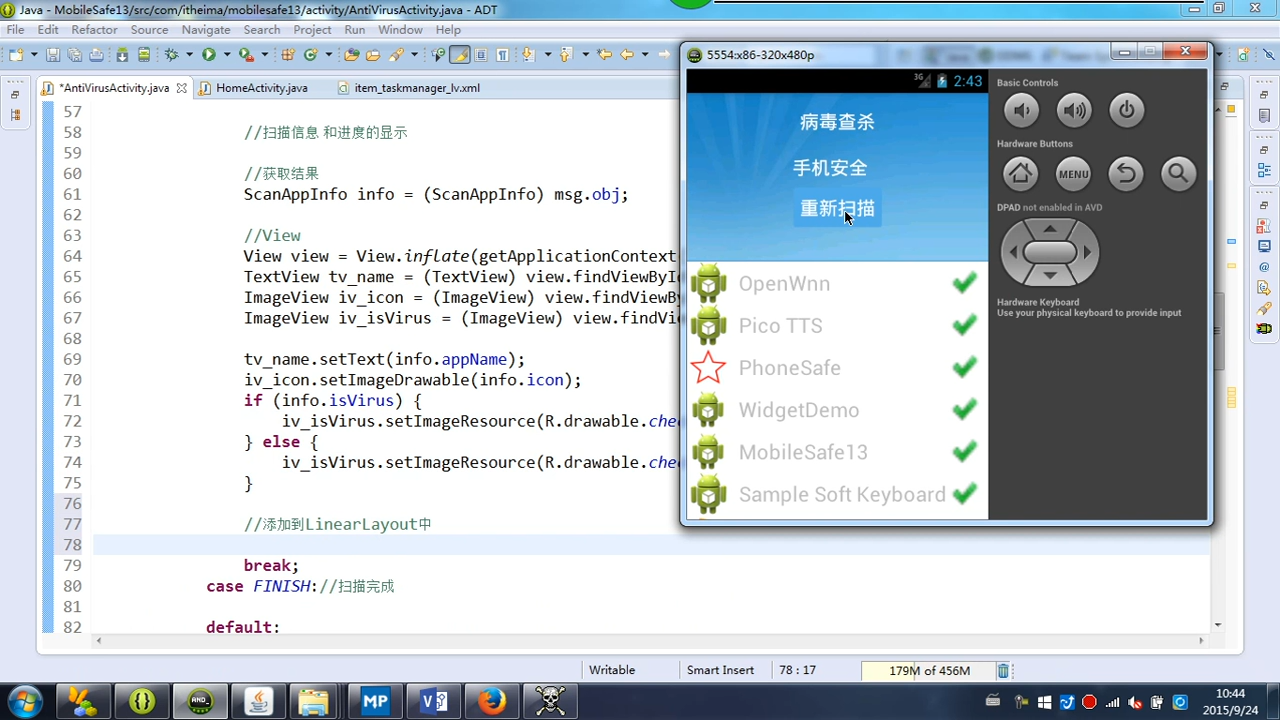 Java - MobileSafe13/src/com/itheima/mobilesafe13/activity/AntiVirusActivity.java - ADT
File Edit Refactor Source Navigate Search Project Run Window Help
*AntiVirusActivity.java HomeActivity.java item_taskmanager_lv.xml
57
58 //扫描信息 和进度的显示
59
60 //获取结果
61 ScanAppInfo info = (ScanAppInfo) msg.obj;
62
63 //View
64 View view = View.inflate(getApplicationContext
65 TextView tv_name = (TextView) view.findViewById
66 ImageView iv_icon = (ImageView) view.findView
67 ImageView iv_isVirus = (ImageView) view.findVi
68
69 tv_name.setText(info.appName);
70 iv_icon.setImageDrawable(info.icon);
71 if (info.isVirus) {
72 iv_isVirus.setImageResource(R.drawable.che
73 } else {
74 iv_isVirus.setImageResource(R.drawable.che
75 }
76
77 //添加到LinearLayout中
78
79 break;
80 case FINISH://扫描完成
81
82 default:
5554:x86-320x480p
3G 2:43
病毒查杀
手机安全
重新扫描
OpenWnn
Pico TTS
PhoneSafe
WidgetDemo
MobileSafe13
Sample Soft Keyboard
Basic Controls
Hardware Buttons
MENU
DPAD not enabled in AVD
Hardware Keyboard
Use your physical keyboard to provide input
Writable Smart Insert 78 : 17 179M of 456M
MP
10:44
2015/9/24